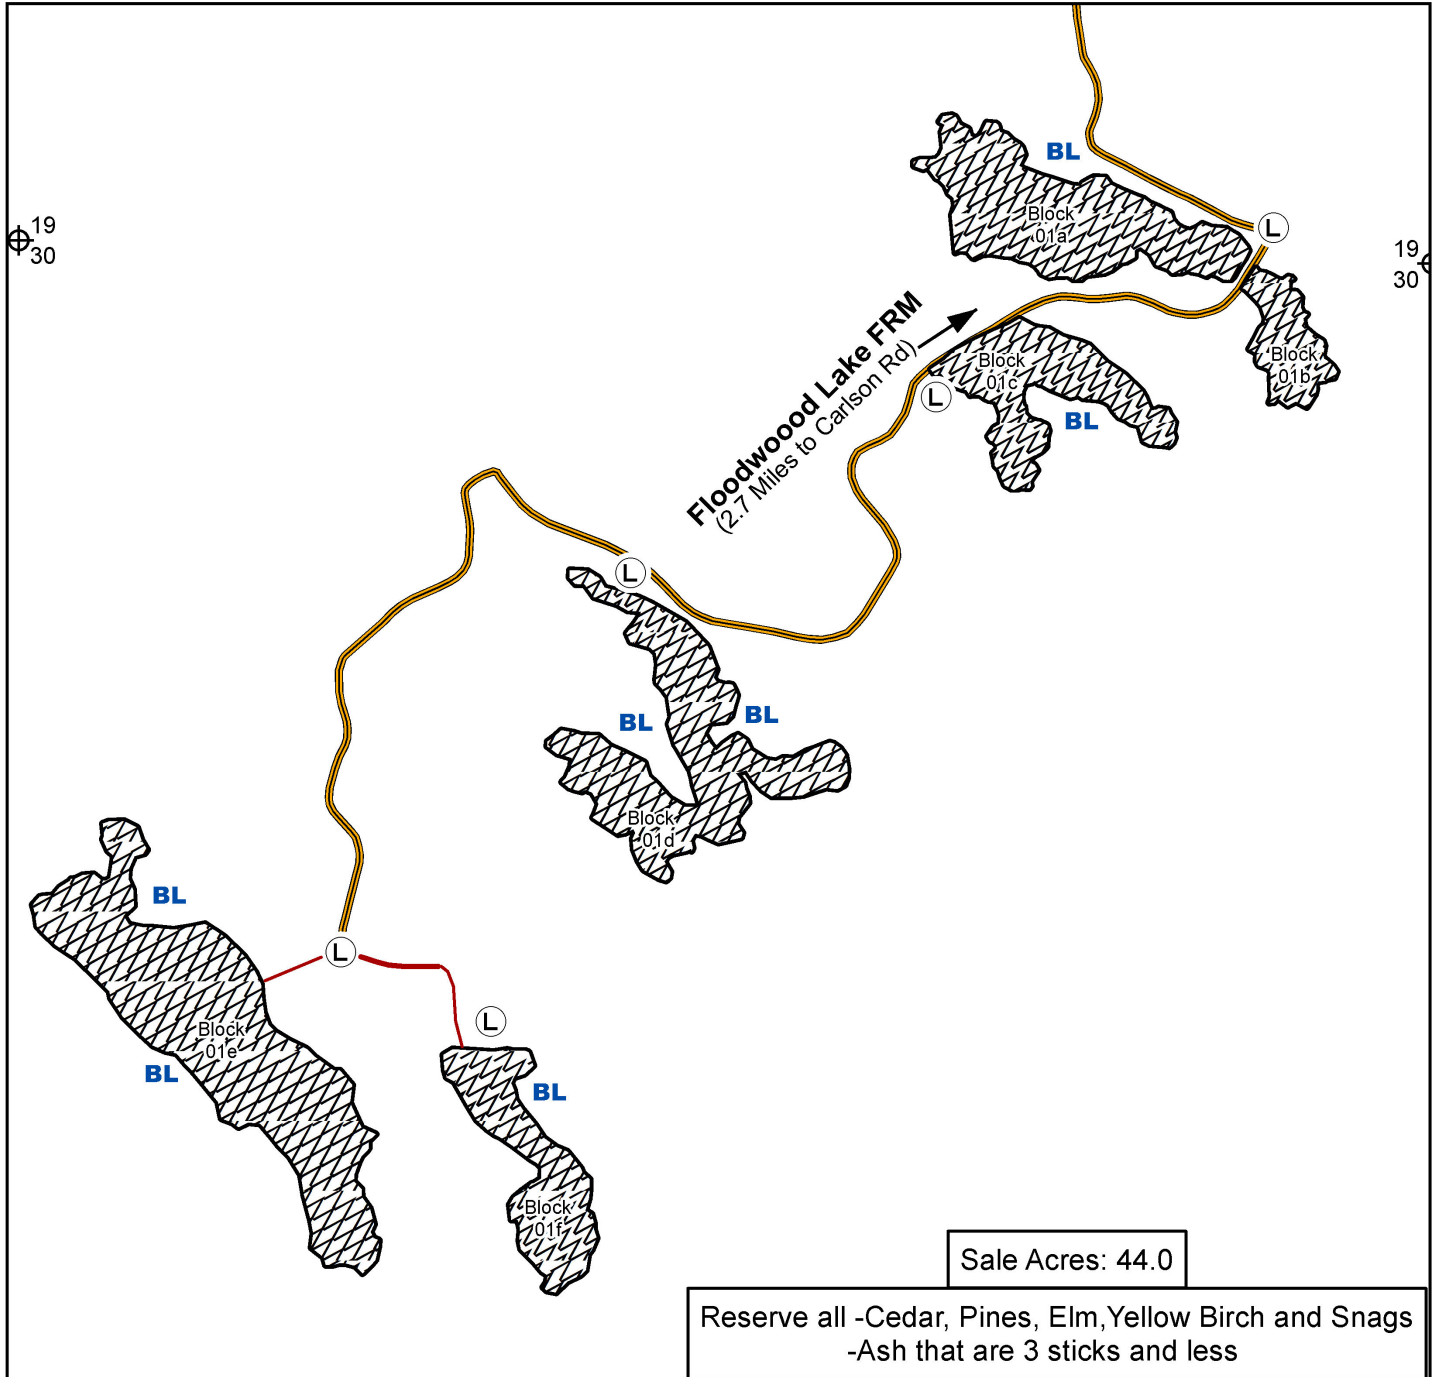 BL
Block
01a
L
19
30
19
30
Floodwoood Lake FRM
(2.7 Miles to Carlson Rd)
Block
01c
Block
01b
L
BL
L
BL
BL
Block
01d
BL
L
L
Block
01e
BL
BL
Block
01f
Sale Acres: 44.0
Reserve all -Cedar, Pines, Elm,Yellow Birch and Snags
-Ash that are 3 sticks and less